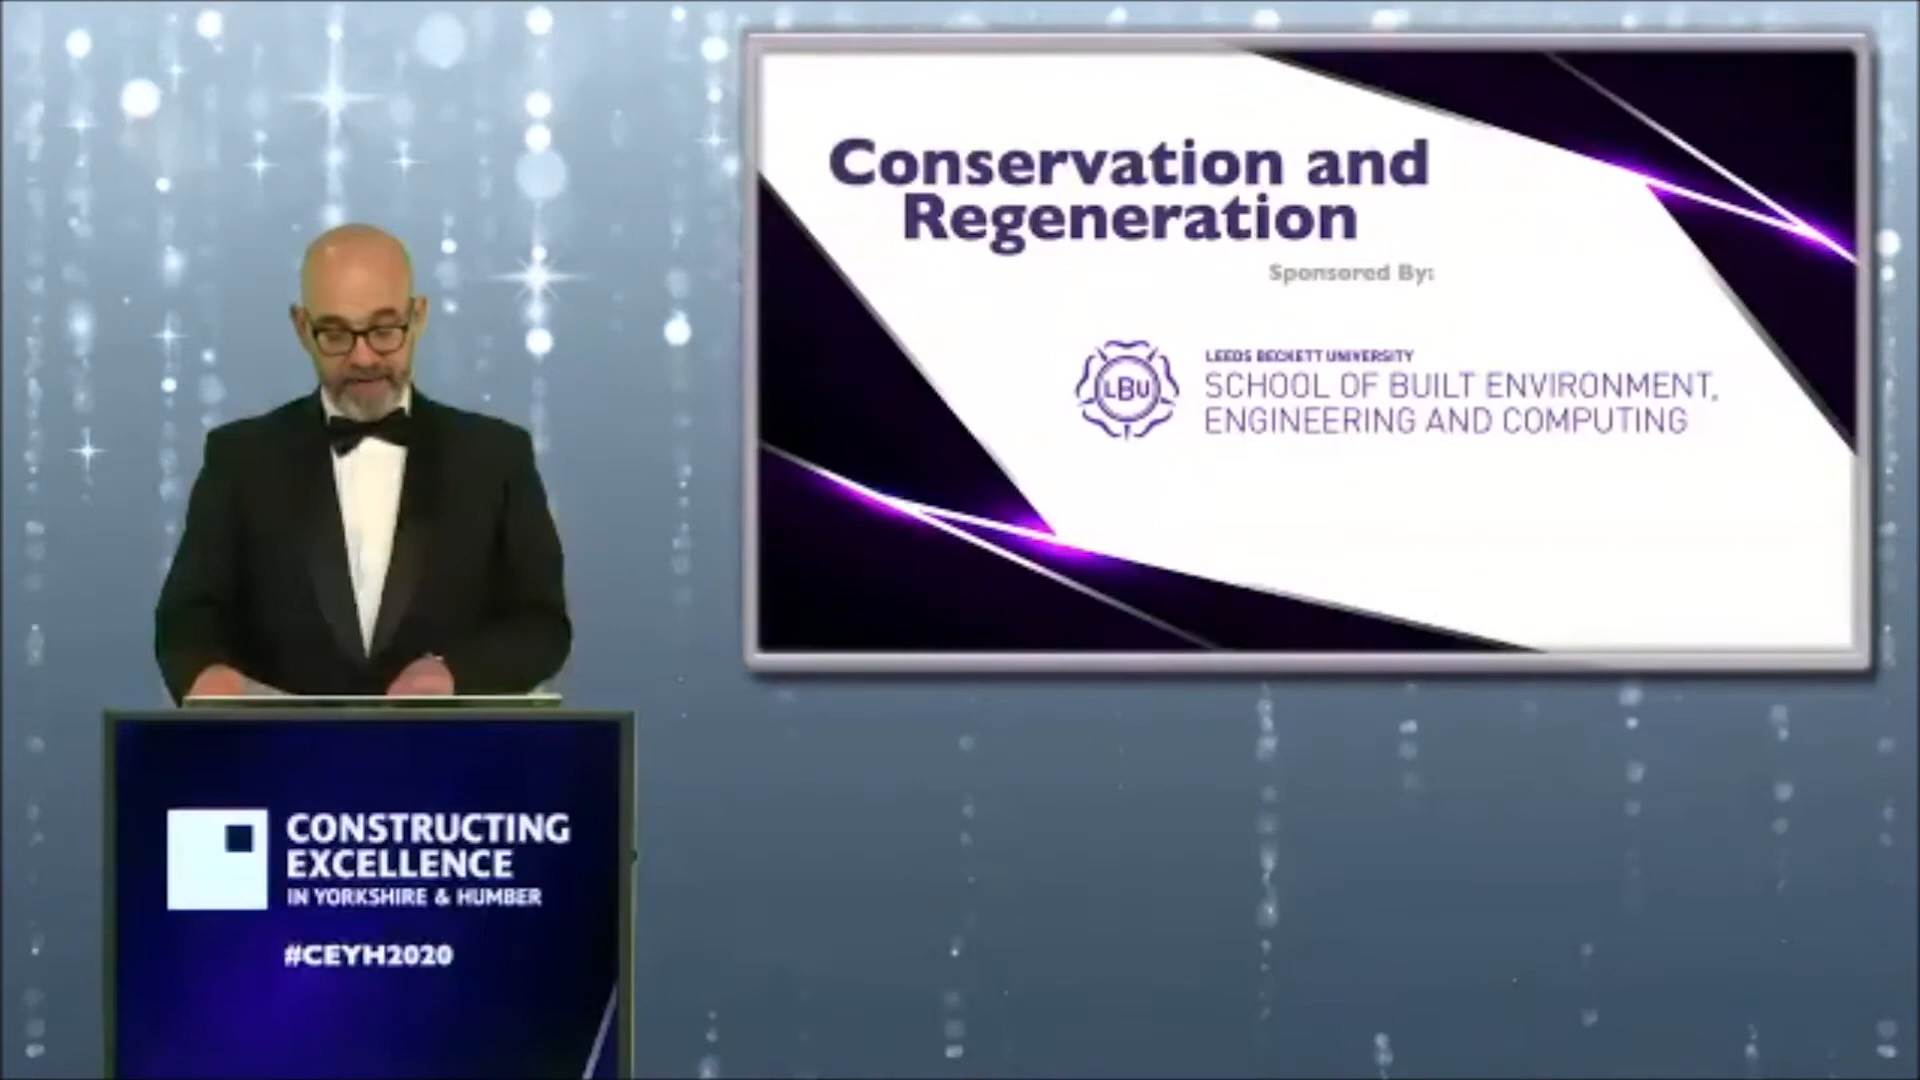 Conservation and
Regeneration
Sponsored By:
LBU
LEEDS BECKETT UNIVERSITY
SCHOOL OF BUILT ENVIRONMENT,
ENGINEERING AND COMPUTING
CONSTRUCTING
EXCELLENCE
IN YORKSHIRE & HUMBER
#CEYH2020